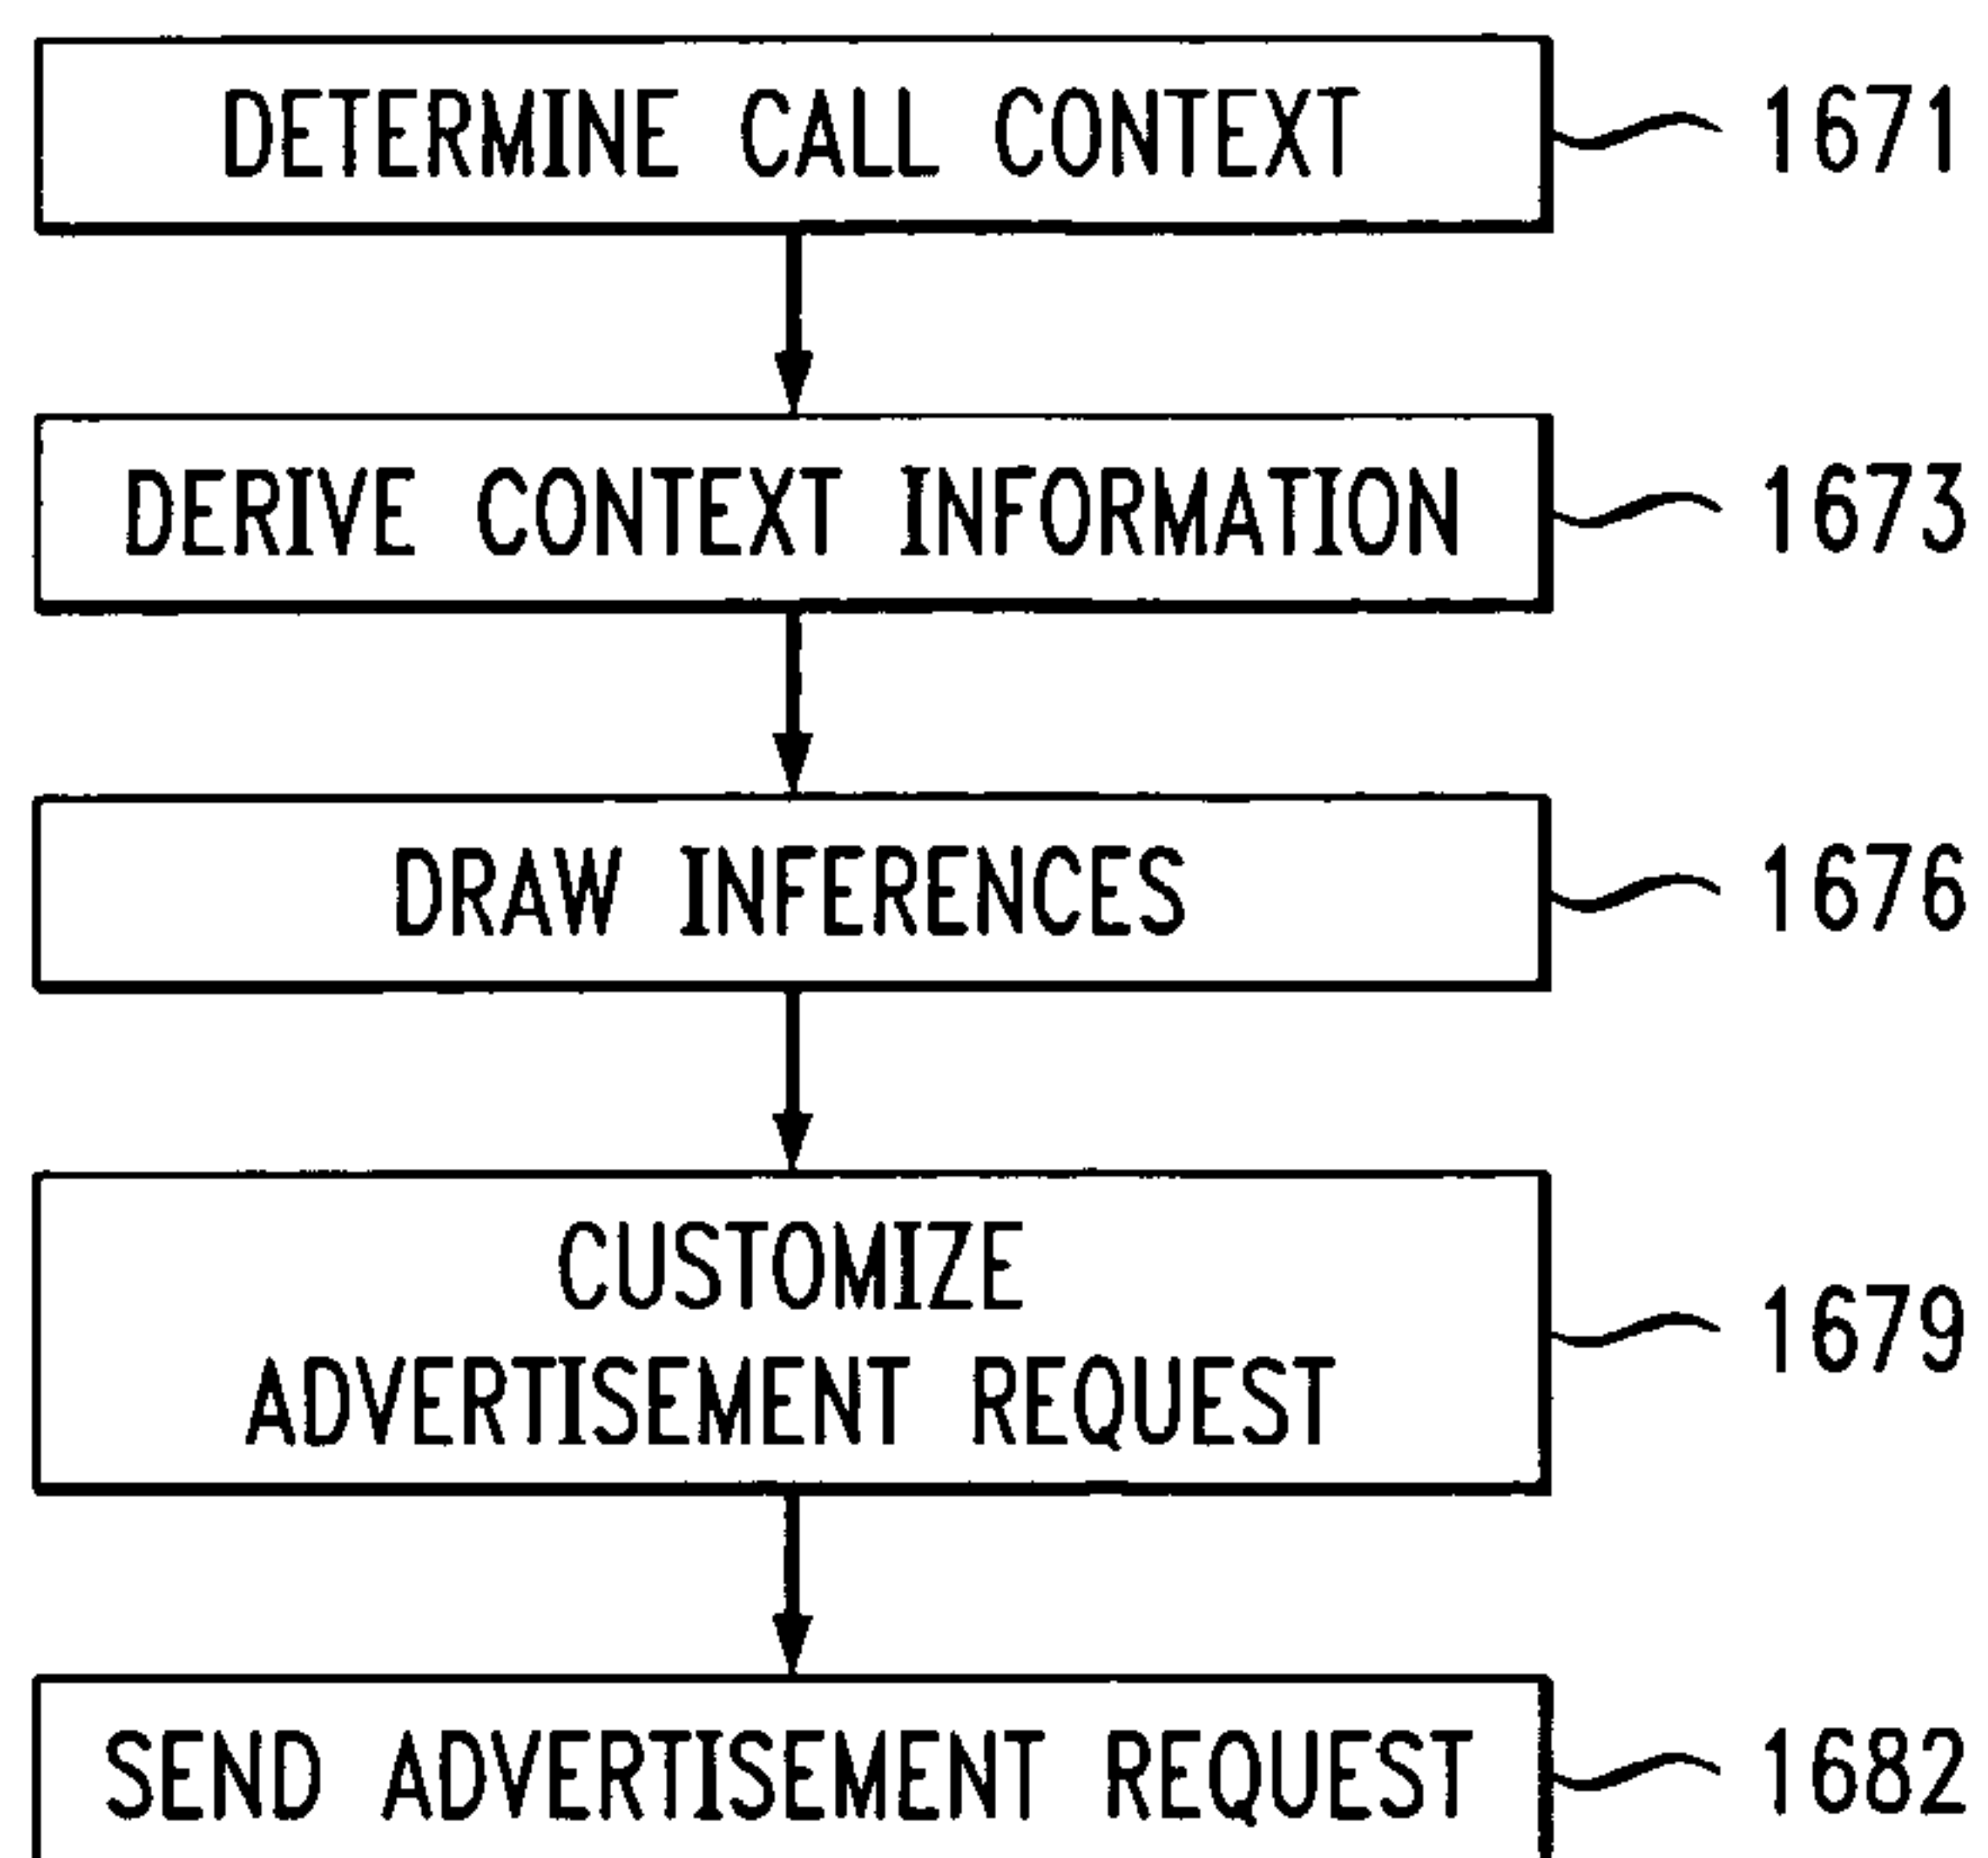 DETERMINE CALL CONTEXT 1671
DERIVE CONTEXT INFORMATION 1673
DRAW INFERENCES 1676
CUSTOMIZE
ADVERTISEMENT REQUEST 1679
SEND ADVERTISEMENT REQUEST 1682